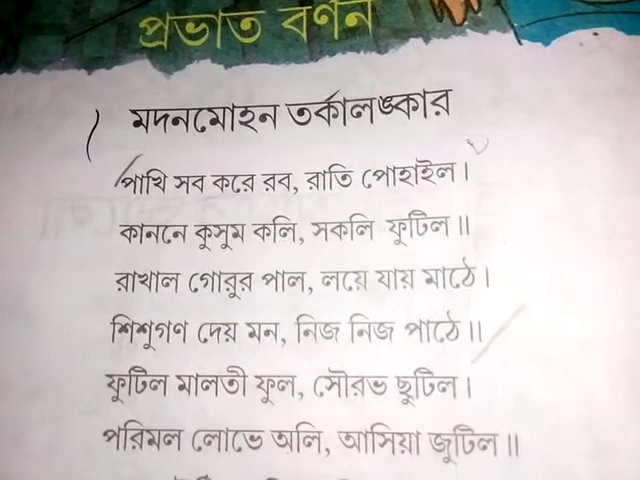 প্রভাত বর্ণন
মদনমোহন তর্কালঙ্কার
পাখি সব করে রব, রাতি পোহাইল।
কাননে কুসুম কলি, সকলি ফুটিল॥
রাখাল গোরুর পাল, লয়ে যায় মাঠে।
শিশুগণ দেয় মন, নিজ নিজ পাঠে॥
ফুটিল মালতী ফুল, সৌরভ ছুটিল।
পরিমল লোভে অলি, আসিয়া জুটিল॥